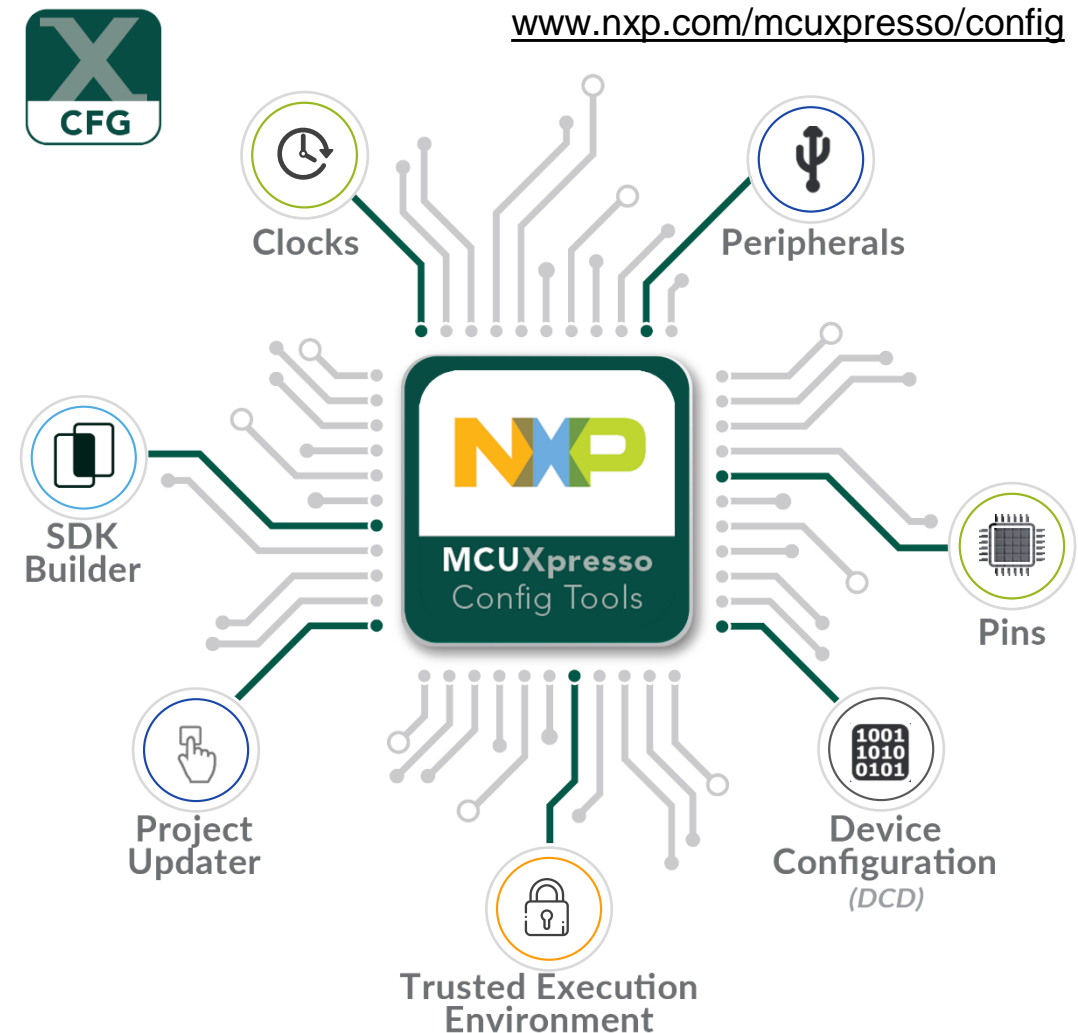 www.nxp.com/mcuxpresso/config
X
CFG
Clocks
Peripherals
NXP
MCUXpresso
Config Tools
SDK
Builder
Pins
1001
1010
0101
Project
Updater
Device
Configuration
(DCD)
Trusted Execution
Environment